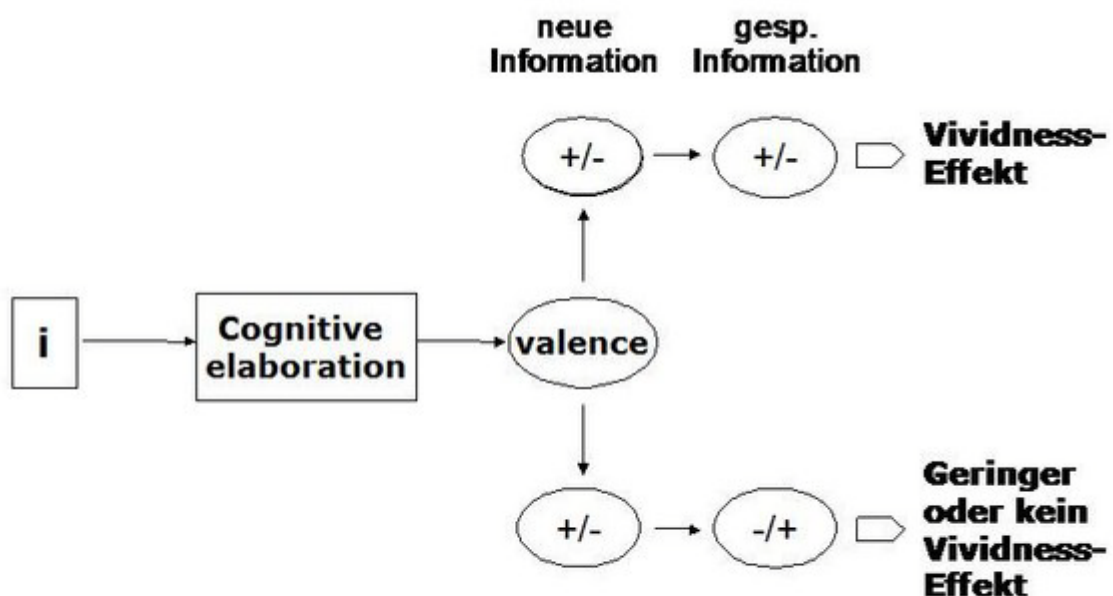 neue
Information
gesp.
Information
+/-
+/-
Vividness-
Effekt
i
Cognitive
elaboration
valence
+/-
-/+
Geringer
oder kein
Vividness-
Effekt